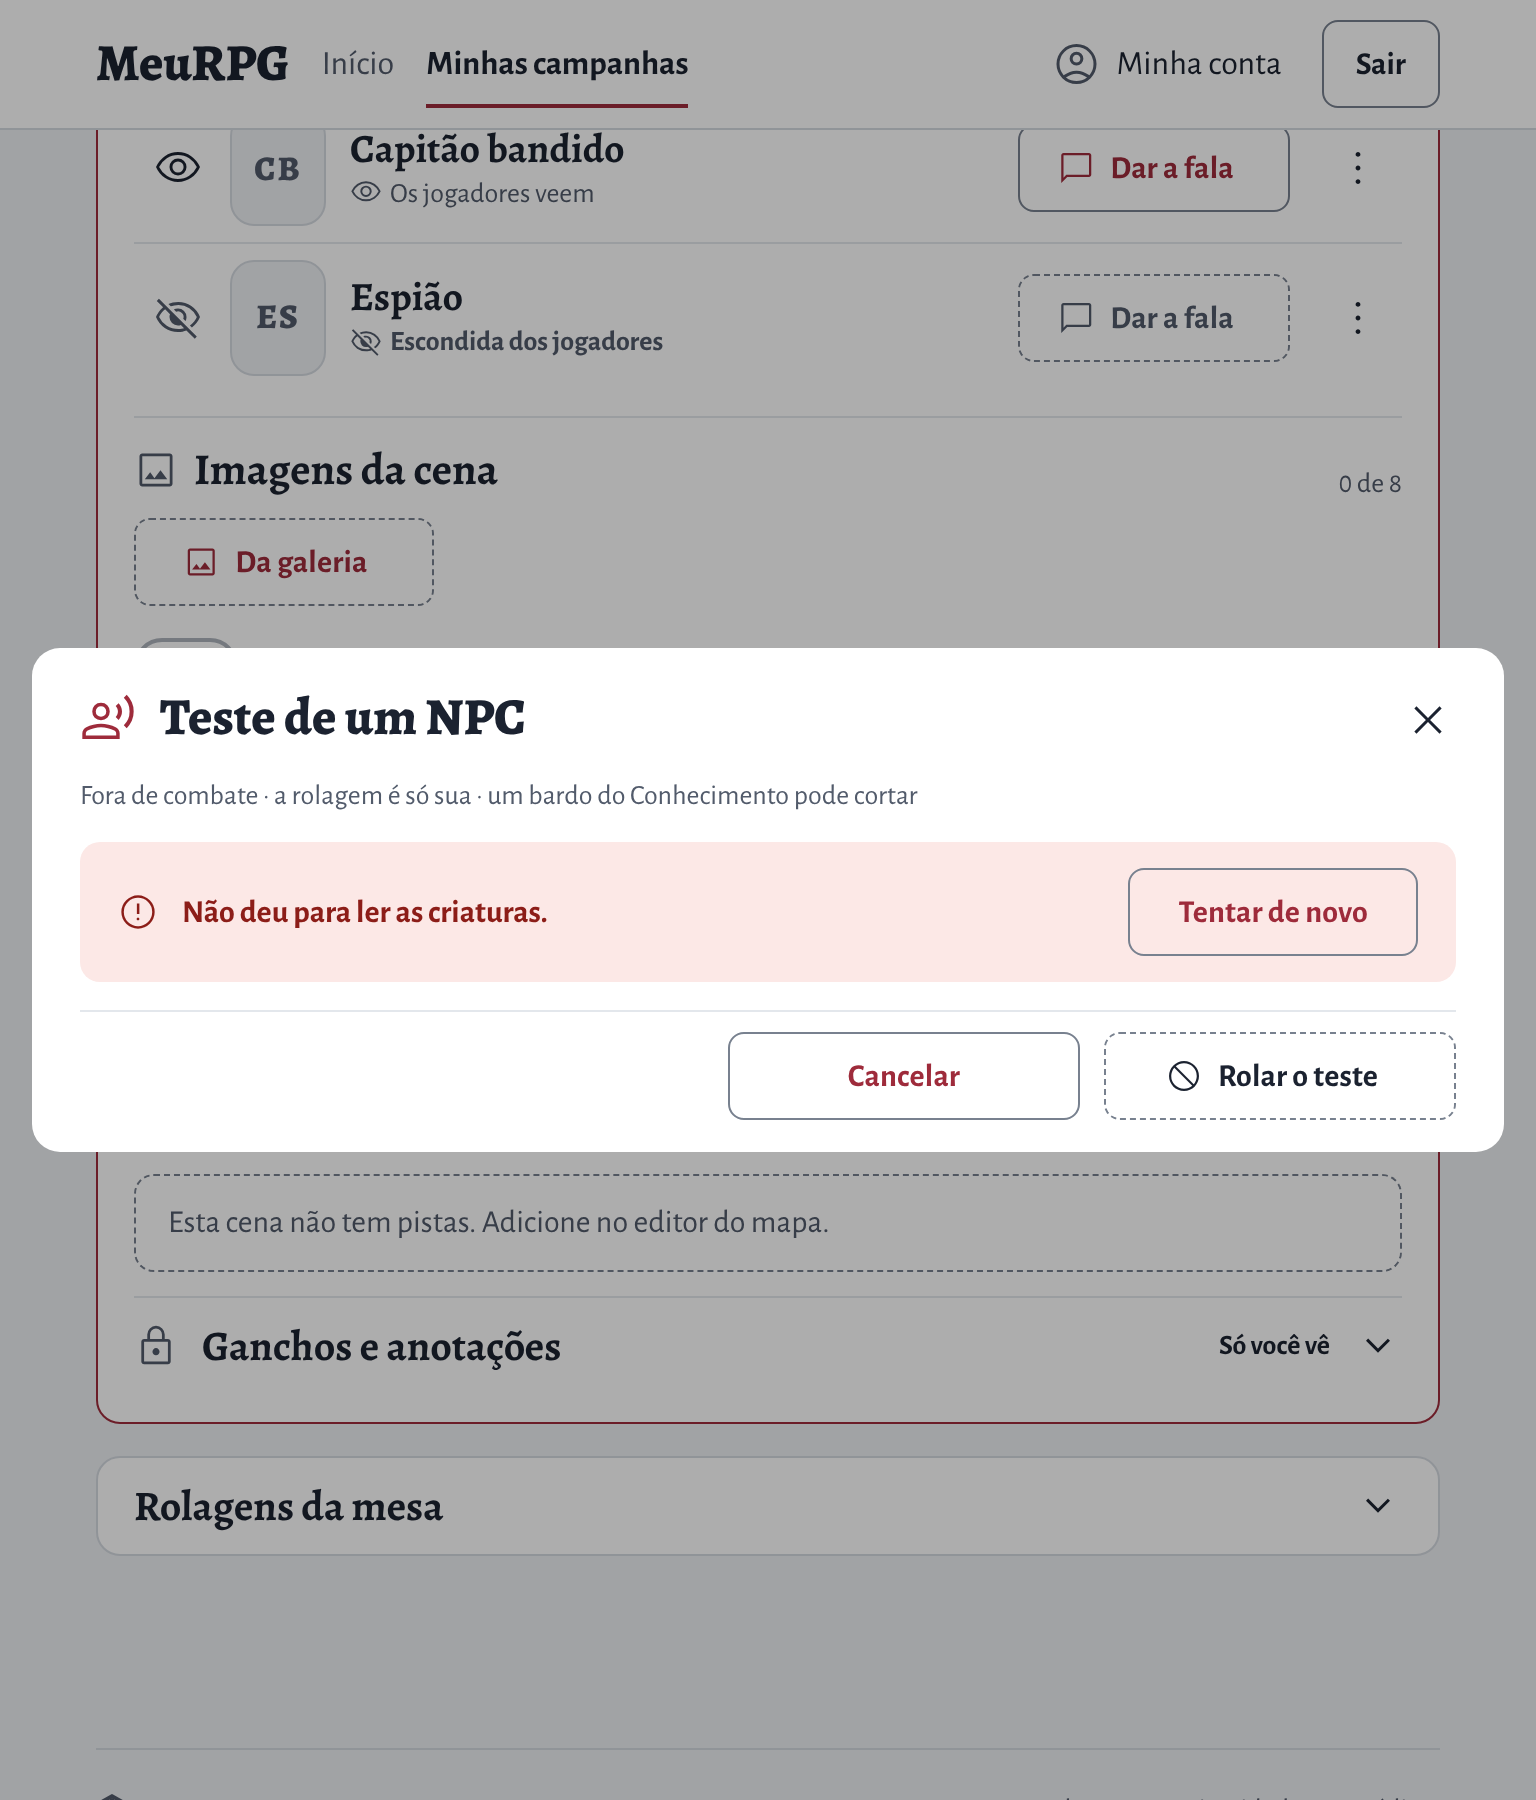 MeuRPG Início Minhas campanhas Minha conta Sair
CB Capitão bandido Dar a fala
Os jogadores veem
ES Espião Dar a fala
Escondida dos jogadores
Imagens da cena 0 de 8
Da galeria
Teste de um NPC
Fora de combate · a rolagem é só sua · um bardo do Conhecimento pode cortar
Não deu para ler as criaturas. Tentar de novo
Cancelar Rolar o teste
Esta cena não tem pistas. Adicione no editor do mapa.
Ganchos e anotações Só você vê
Rolagens da mesa